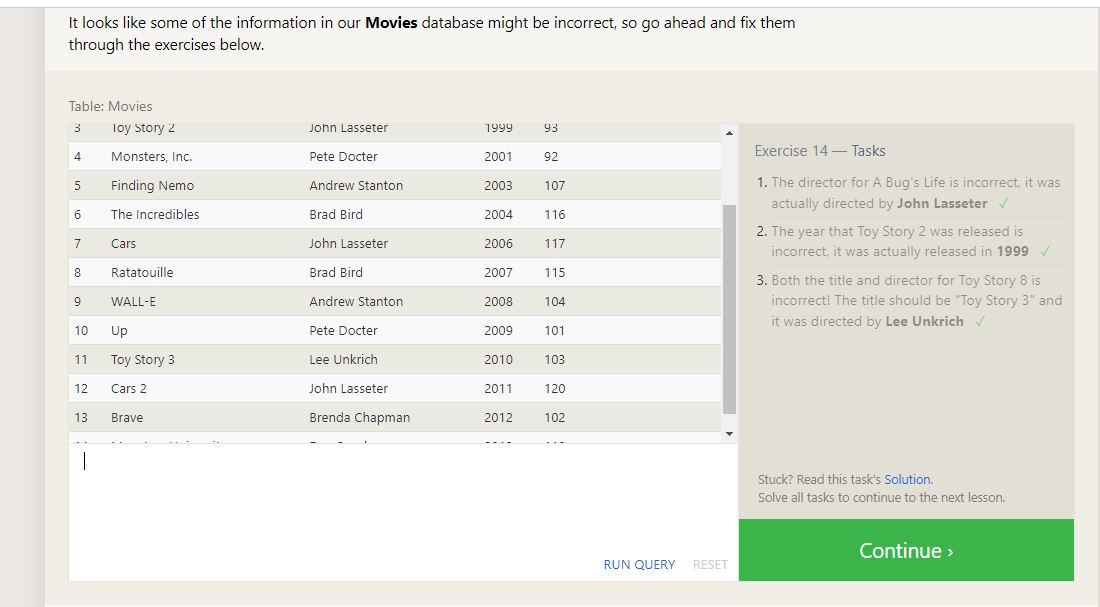 It looks like some of the information in our Movies database might be incorrect, so go ahead and fix them
through the exercises below.
Table: Movies
3 Toy Story 2 John Lasseter 1999 93
4 Monsters, Inc. Pete Docter 2001 92
5 Finding Nemo Andrew Stanton 2003 107
6 The Incredibles Brad Bird 2004 116
7 Cars John Lasseter 2006 117
8 Ratatouille Brad Bird 2007 115
9 WALL-E Andrew Stanton 2008 104
10 Up Pete Docter 2009 101
11 Toy Story 3 Lee Unkrich 2010 103
12 Cars 2 John Lasseter 2011 120
13 Brave Brenda Chapman 2012 102
RUN QUERY RESET
Exercise 14 — Tasks
1. The director for A Bug's Life is incorrect, it was
actually directed by John Lasseter ✓
2. The year that Toy Story 2 was released is
incorrect, it was actually released in 1999 ✓
3. Both the title and director for Toy Story 8 is
incorrect! The title should be "Toy Story 3" and
it was directed by Lee Unkrich ✓
Stuck? Read this task's Solution.
Solve all tasks to continue to the next lesson.
Continue ›